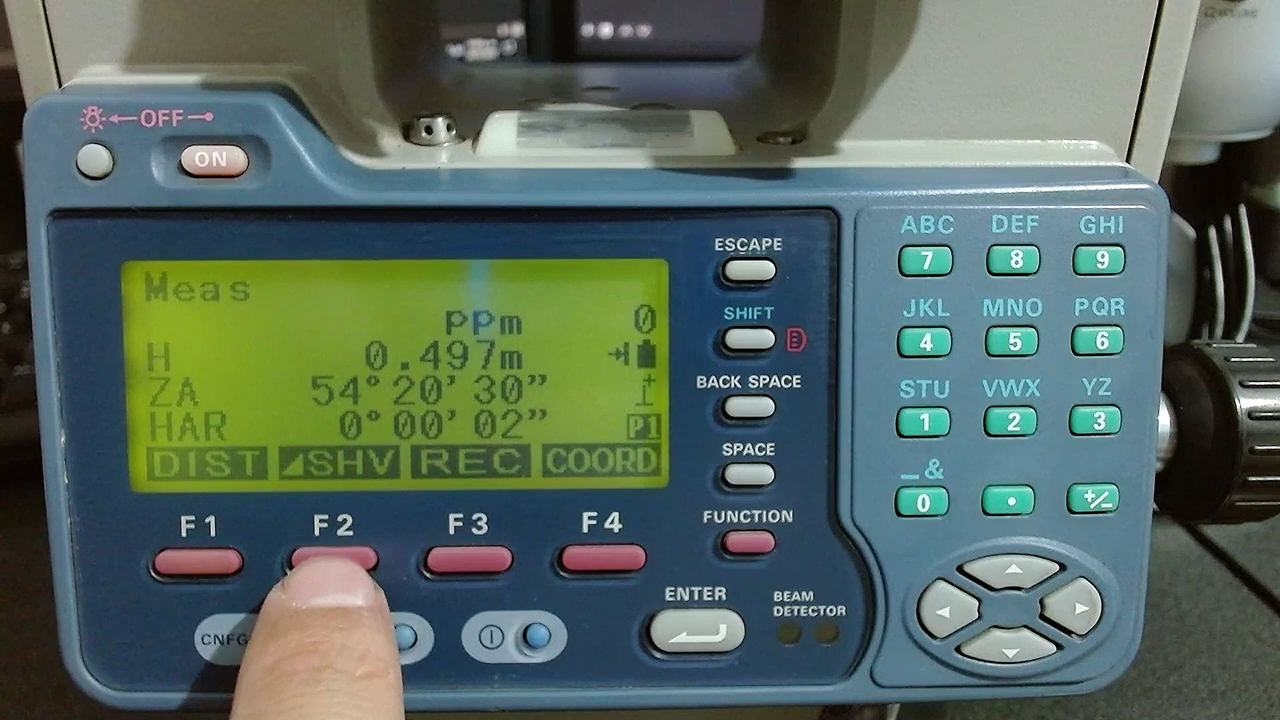 ←OFF
ON
Meas
ppm 0
H 0.497m
ZA 54°20'30"
HAR 0°00'02" P1
DIST ◢SHV REC COORD
F1 F2 F3 F4
CNFG
ESCAPE
SHIFT
BACK SPACE
SPACE
FUNCTION
ENTER
BEAM
DETECTOR
ABC DEF GHI
7 8 9
JKL MNO PQR
4 5 6
STU VWX YZ
1 2 3
_&
0 . +/-